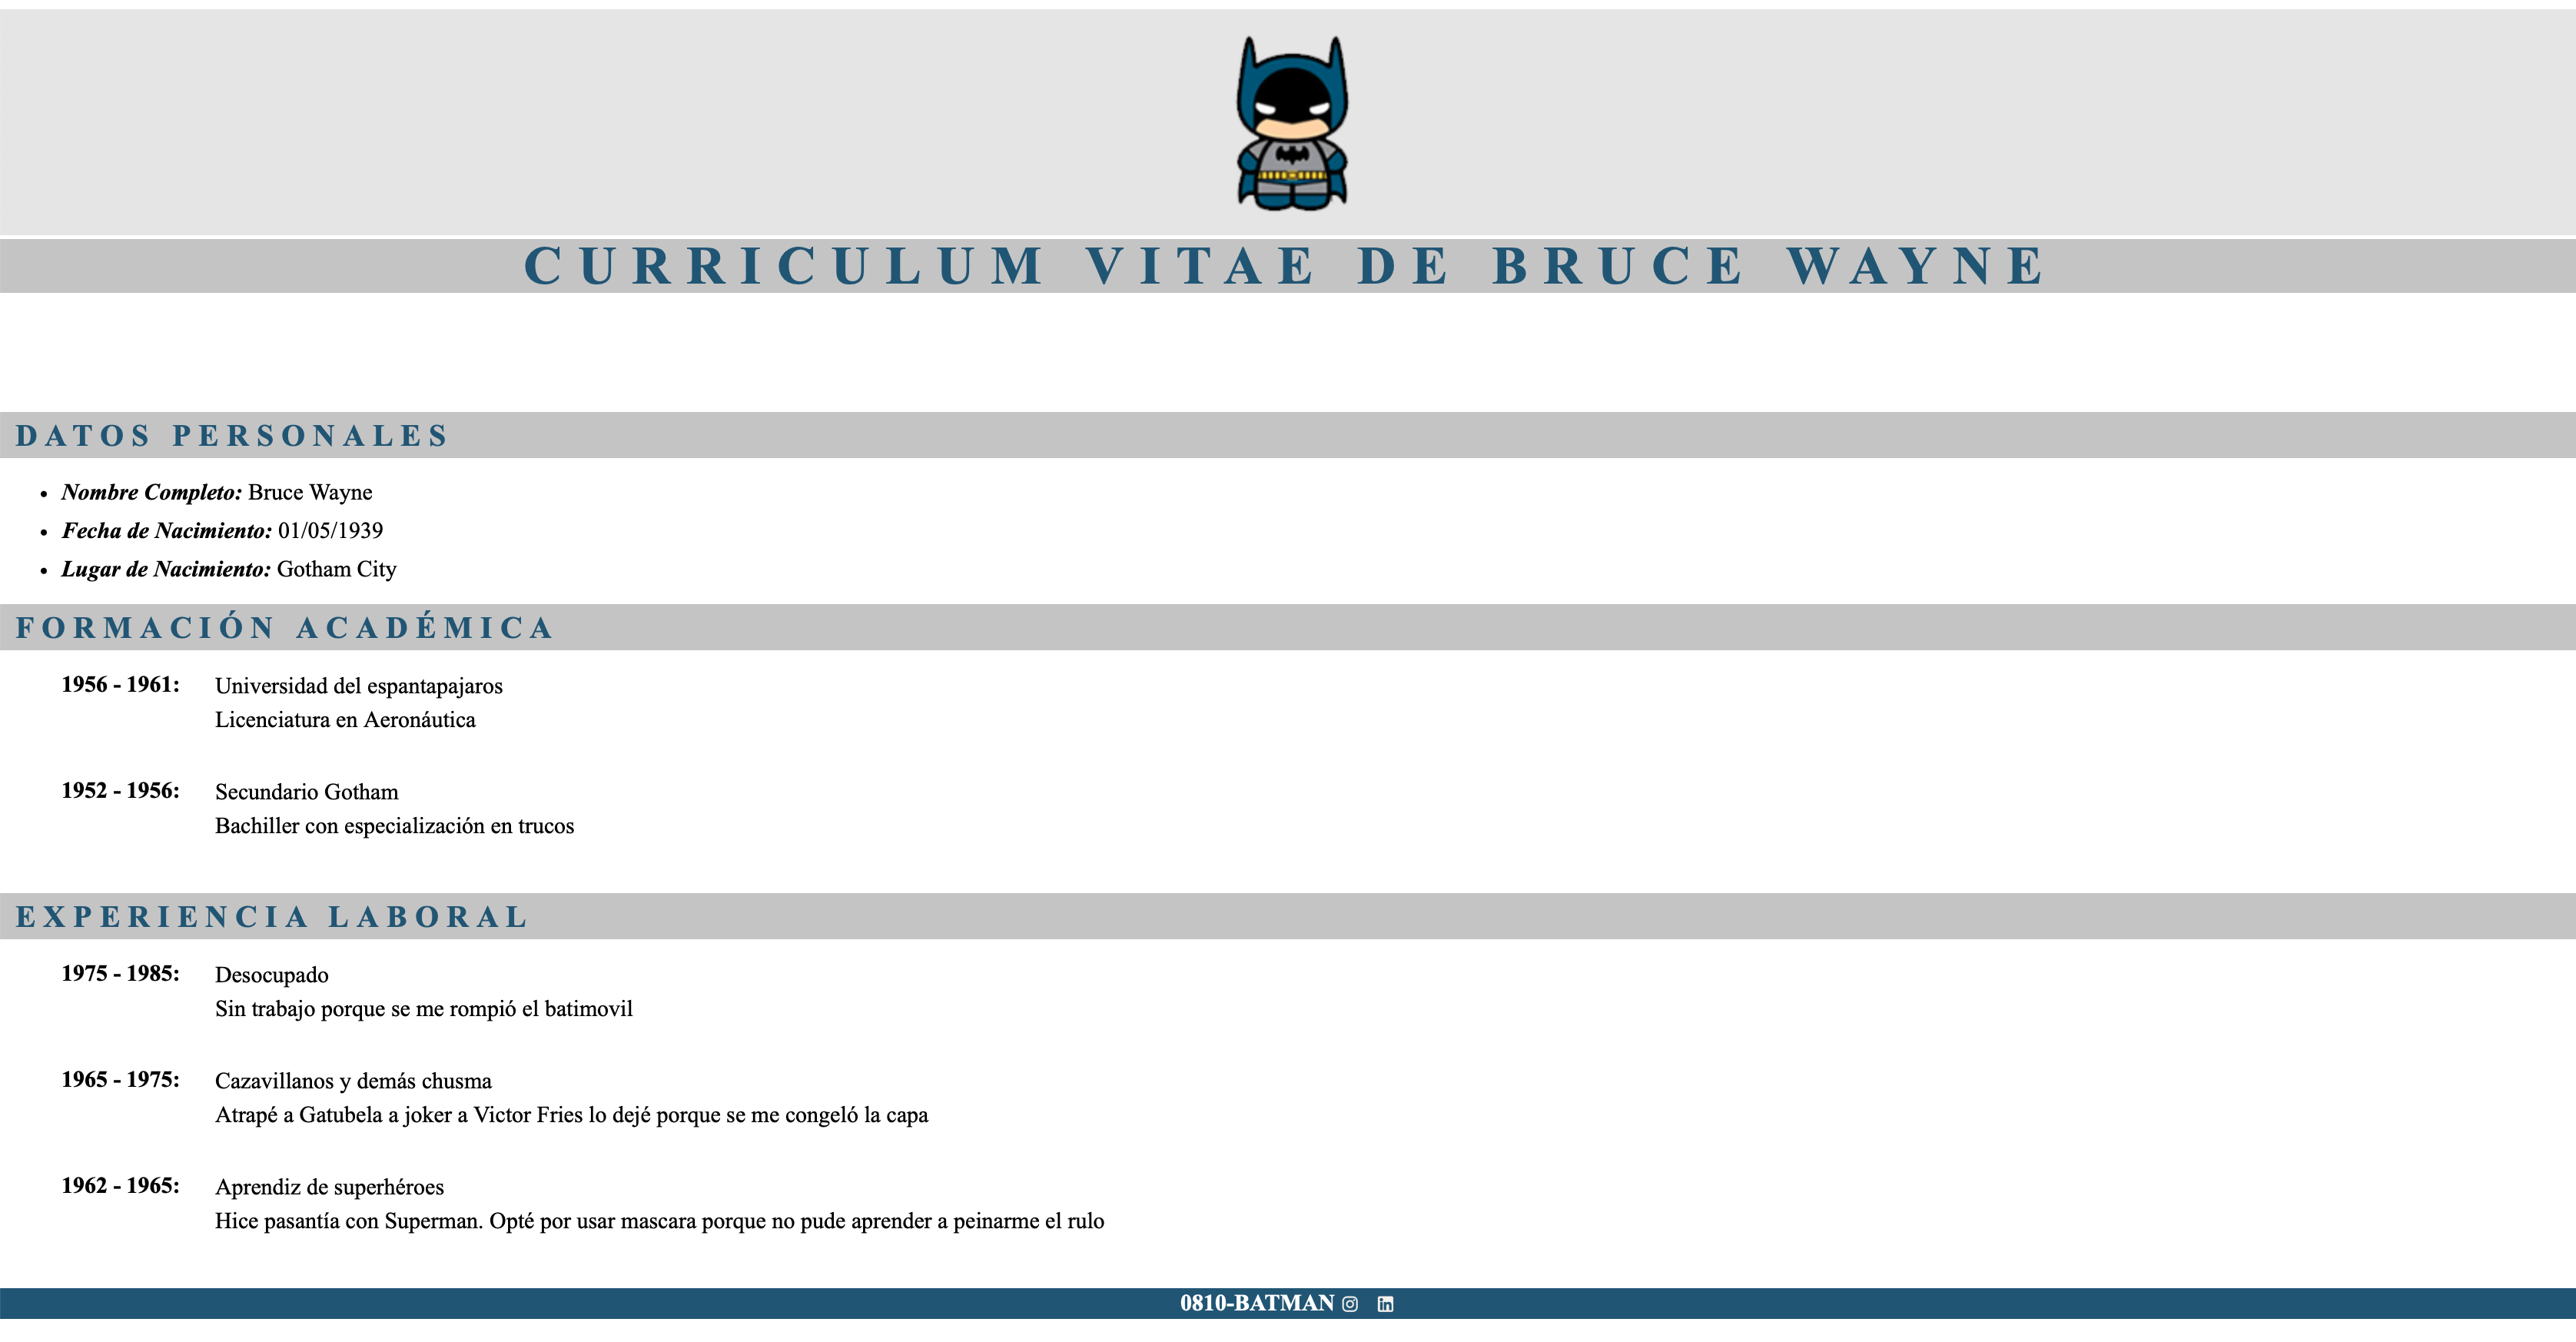 CURRICULUM VITAE DE BRUCE WAYNE
DATOS PERSONALES
• Nombre Completo: Bruce Wayne
• Fecha de Nacimiento: 01/05/1939
• Lugar de Nacimiento: Gotham City
FORMACIÓN ACADÉMICA
1956 - 1961: Universidad del espantapajaros
Licenciatura en Aeronáutica
1952 - 1956: Secundario Gotham
Bachiller con especialización en trucos
EXPERIENCIA LABORAL
1975 - 1985: Desocupado
Sin trabajo porque se me rompió el batimovil
1965 - 1975: Cazavillanos y demás chusma
Atrapé a Gatubela a joker a Victor Fries lo dejé porque se me congeló la capa
1962 - 1965: Aprendiz de superhéroes
Hice pasantía con Superman. Opté por usar mascara porque no pude aprender a peinarme el rulo
0810-BATMAN